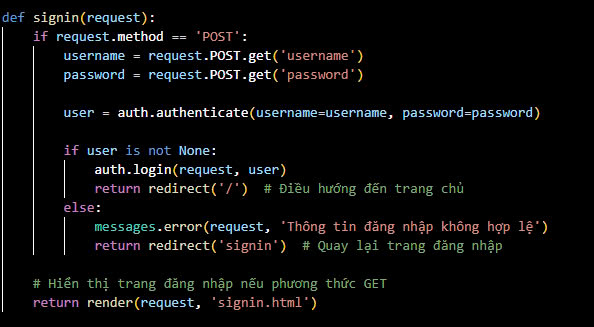 def signin(request):
    if request.method == 'POST':
        username = request.POST.get('username')
        password = request.POST.get('password')

        user = auth.authenticate(username=username, password=password)

        if user is not None:
            auth.login(request, user)
            return redirect('/')  # Điều hướng đến trang chủ
        else:
            messages.error(request, 'Thông tin đăng nhập không hợp lệ')
            return redirect('signin')  # Quay lại trang đăng nhập

    # Hiển thị trang đăng nhập nếu phương thức GET
    return render(request, 'signin.html')